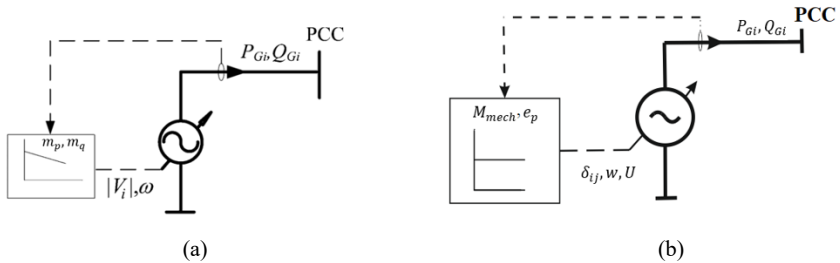 PCC
P_{Gi}, Q_{Gi}
m_p, m_q
|V_i|, ω
(a)
PCC
P_{Gi}, Q_{Gi}
M_{mech}, e_p
δ_{ij}, w, U
(b)